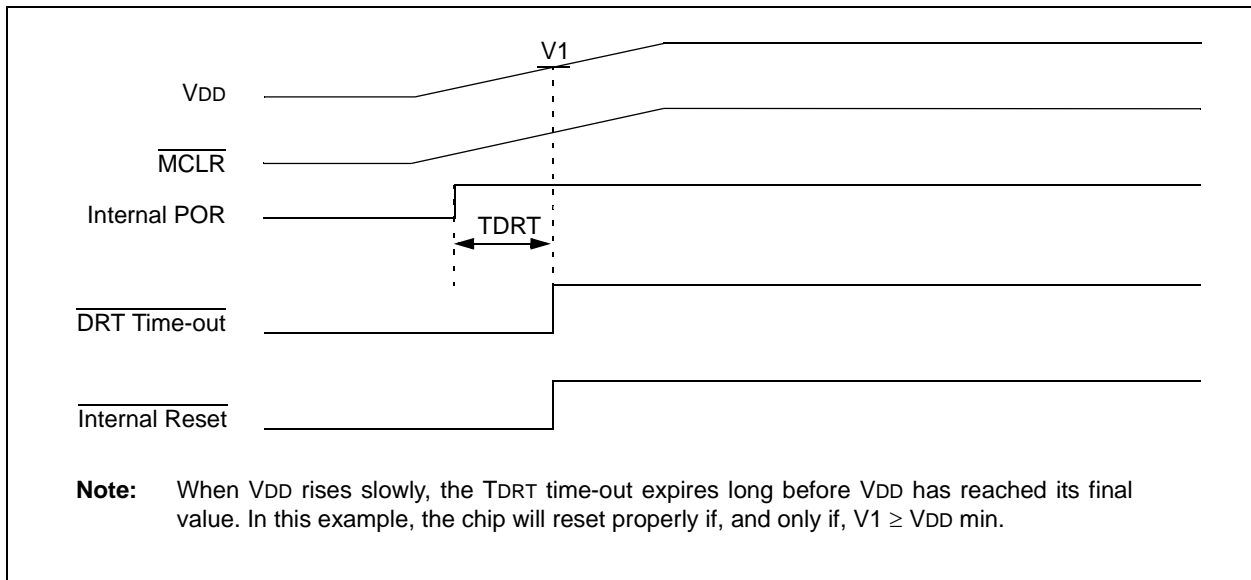 V1
VDD
MCLR
Internal POR
TDRT
DRT Time-out
Internal Reset
Note: When VDD rises slowly, the TDRT time-out expires long before VDD has reached its final
value. In this example, the chip will reset properly if, and only if, V1 ≥ VDD min.